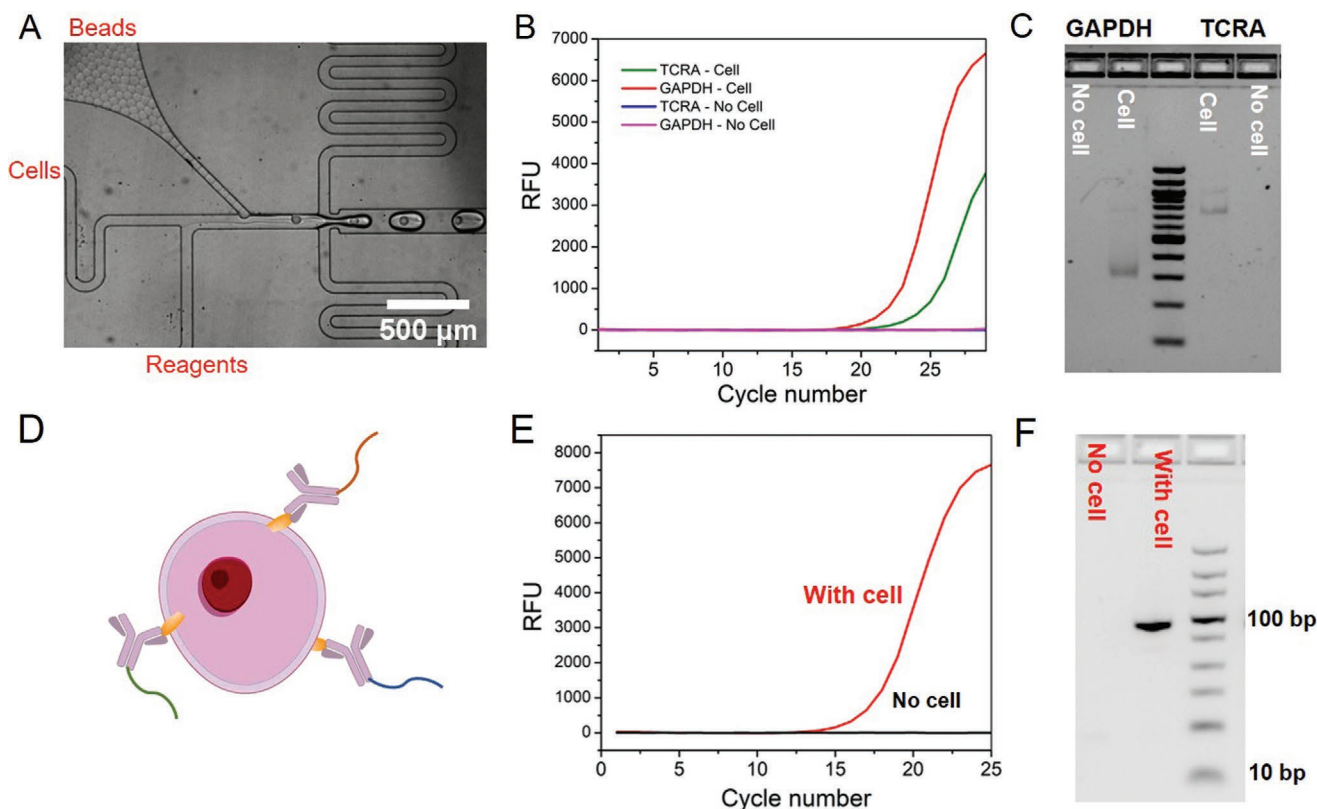 A
Beads
Cells
Reagents
500 μm
B
7000
6000
5000
4000
3000
2000
1000
0
RFU
TCRA - Cell
GAPDH - Cell
TCRA - No Cell
GAPDH - No Cell
5
10
15
20
25
Cycle number
C
GAPDH
TCRA
No cell
Cell
Cell
No cell
D
E
8000
7000
6000
5000
4000
3000
2000
1000
0
RFU
With cell
No cell
0
5
10
15
20
25
Cycle number
F
No cell
With cell
100 bp
10 bp